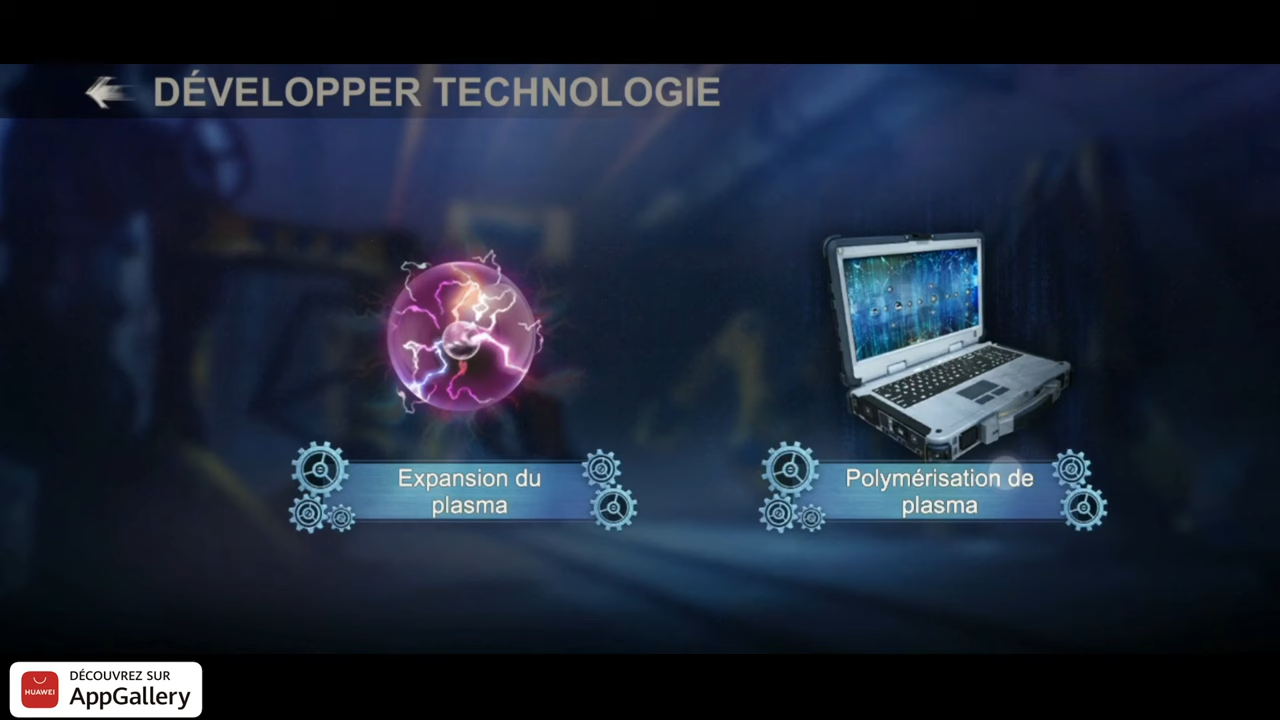 DÉVELOPPER TECHNOLOGIE
Expansion du
plasma
Polymérisation de
plasma
HUAWEI
DÉCOUVREZ SUR
AppGallery